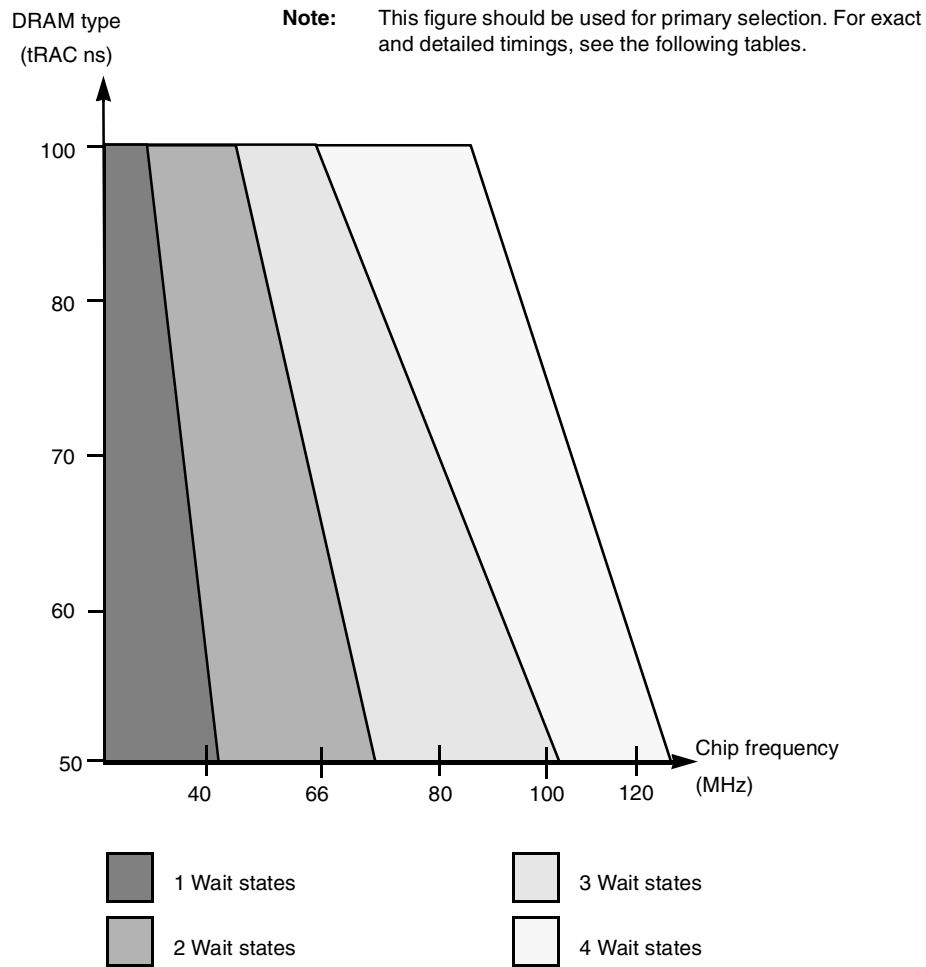 DRAM type
(tRAC ns)
Note: This figure should be used for primary selection. For exact
and detailed timings, see the following tables.
100
80
70
60
50
40 66 80 100 120
Chip frequency
(MHz)
1 Wait states
3 Wait states
2 Wait states
4 Wait states